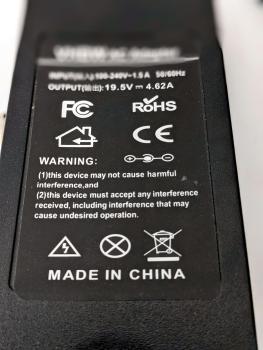 AC Adapter
INPUT(输入):100-240V~1.5A 50/60Hz
OUTPUT(输出):19.5V⎓4.62A
FC
RoHS
CE
WARNING:
(1)this device may not cause harmful
interference,and
(2)this device must accept any interference
received, including interference that may
cause undesired operation.
MADE IN CHINA